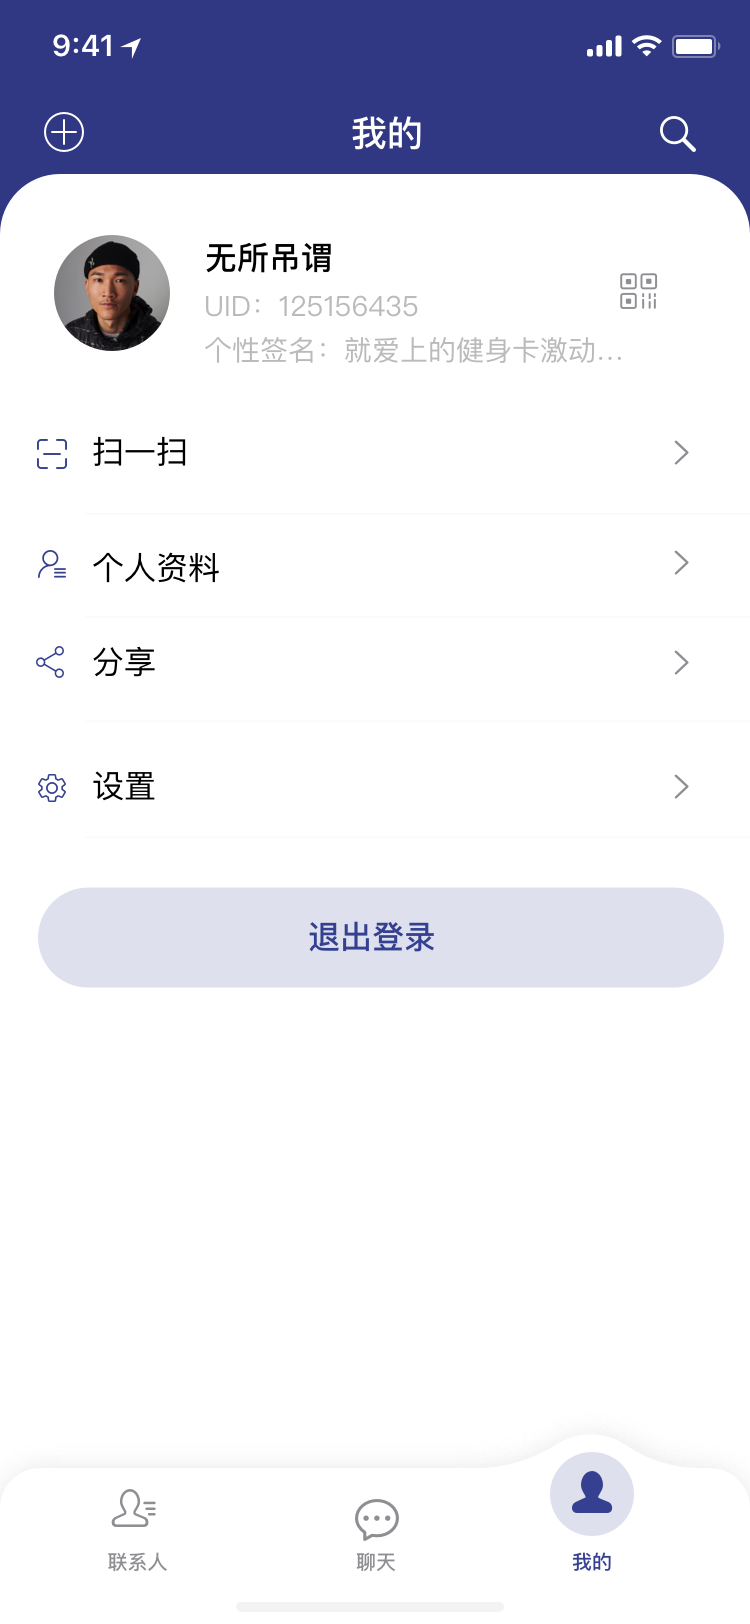 9:41
我的
无所吊谓
UID：125156435
个性签名：就爱上的健身卡激动...
扫一扫
个人资料
分享
设置
退出登录
联系人
聊天
我的